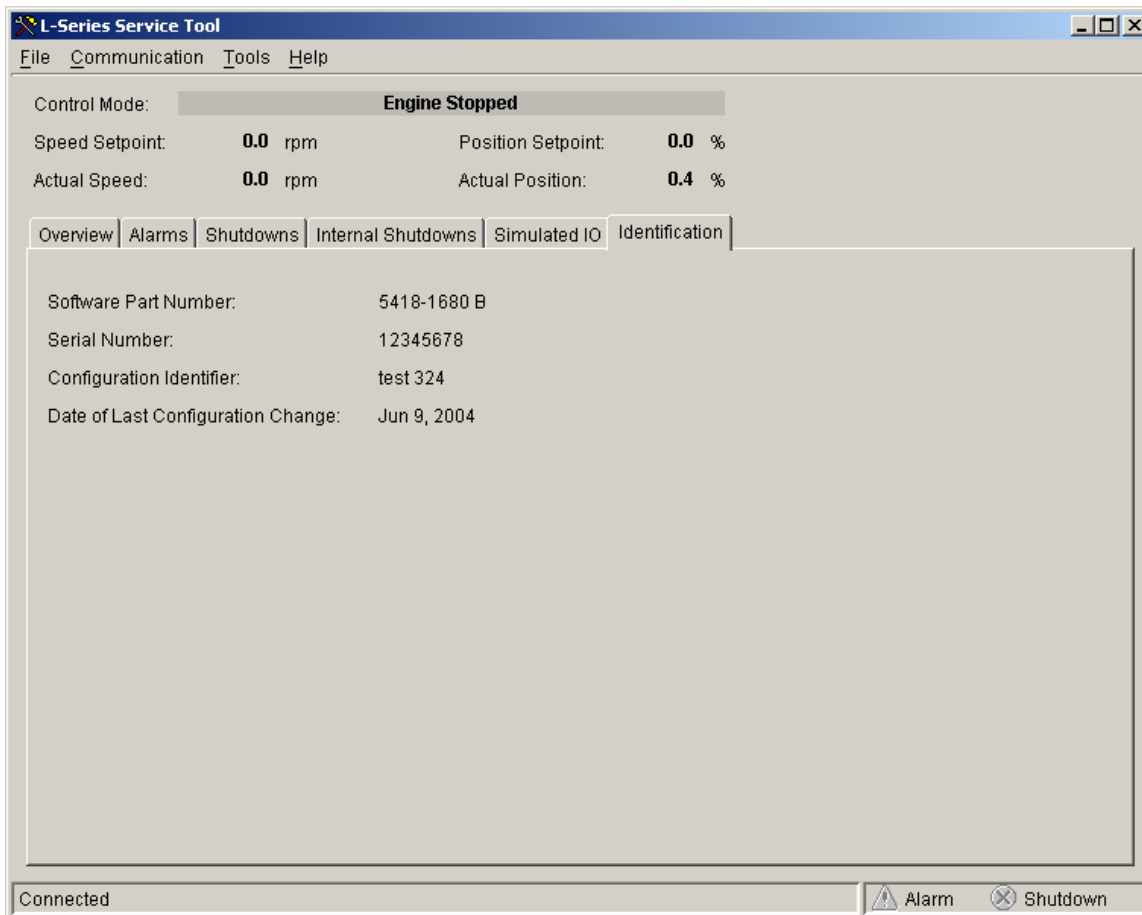 L-Series Service Tool
File Communication Tools Help
Control Mode: Engine Stopped
Speed Setpoint: 0.0 rpm Position Setpoint: 0.0 %
Actual Speed: 0.0 rpm Actual Position: 0.4 %
Overview Alarms Shutdowns Internal Shutdowns Simulated IO Identification
Software Part Number: 5418-1680 B
Serial Number: 12345678
Configuration Identifier: test 324
Date of Last Configuration Change: Jun 9, 2004
Connected Alarm Shutdown